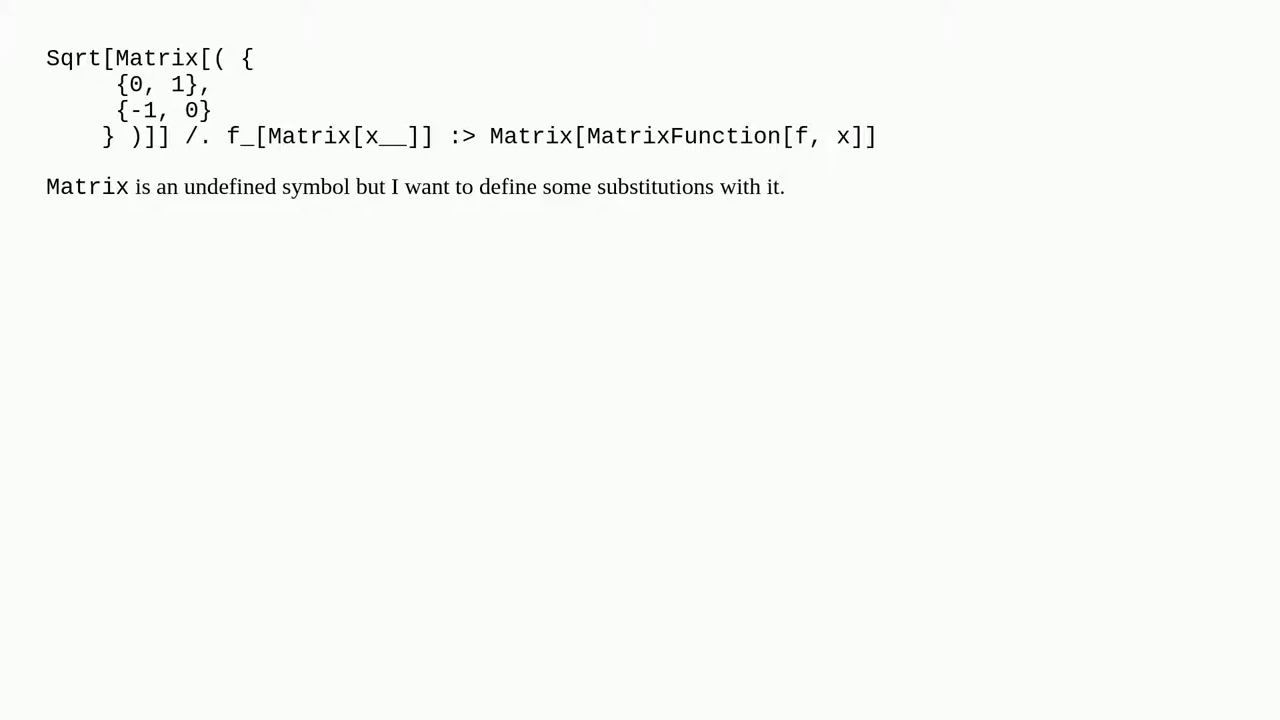 Sqrt[Matrix[( {
     {0, 1},
     {-1, 0}
    } )]] /. f_[Matrix[x__]] :> Matrix[MatrixFunction[f, x]]
Matrix is an undefined symbol but I want to define some substitutions with it.